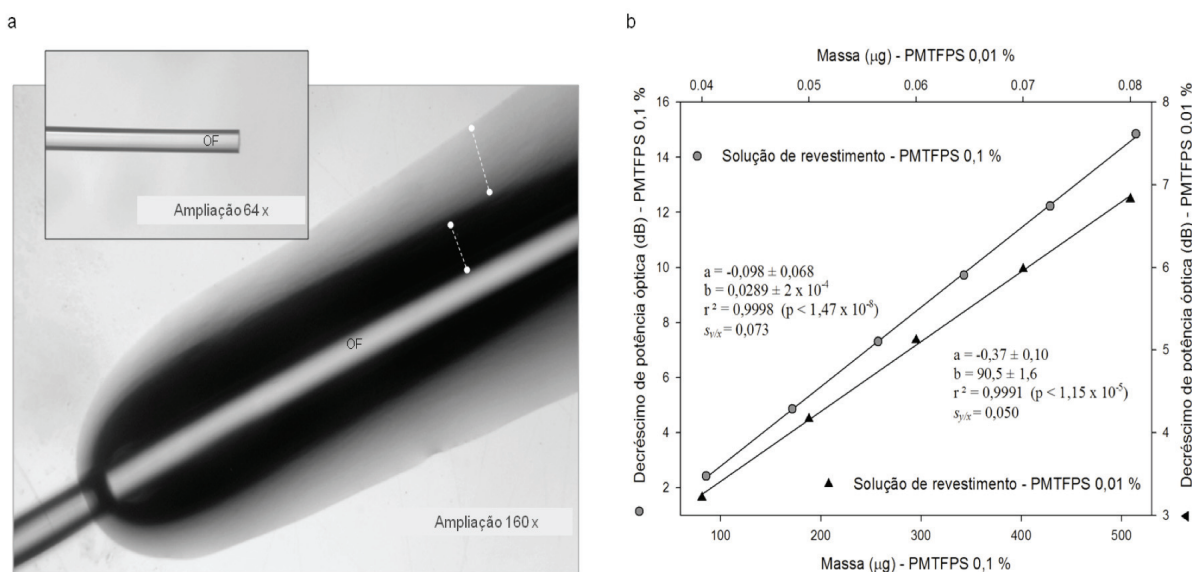 a
OF
Ampliação 64 x
OF
Ampliação 160 x
b
Massa (μg) - PMTFPS 0,01 %
0.04 0.05 0.06 0.07 0.08
16 14 12 10 8 6 4 2
Decréscimo de potência óptica (dB) - PMTFPS 0,1 %
Solução de revestimento - PMTFPS 0,1 %
a = -0,098 ± 0,068
b = 0,0289 ± 2 x 10⁻⁴
r² = 0,9998 (p < 1,47 x 10⁻⁸)
sy/x = 0,073
a = -0,37 ± 0,10
b = 90,5 ± 1,6
r² = 0,9991 (p < 1,15 x 10⁻⁵)
sy/x = 0,050
Solução de revestimento - PMTFPS 0,01 %
8 7 6 5 4 3
Decréscimo de potência óptica (dB) - PMTFPS 0,01 %
100 200 300 400 500
Massa (μg) - PMTFPS 0,1 %